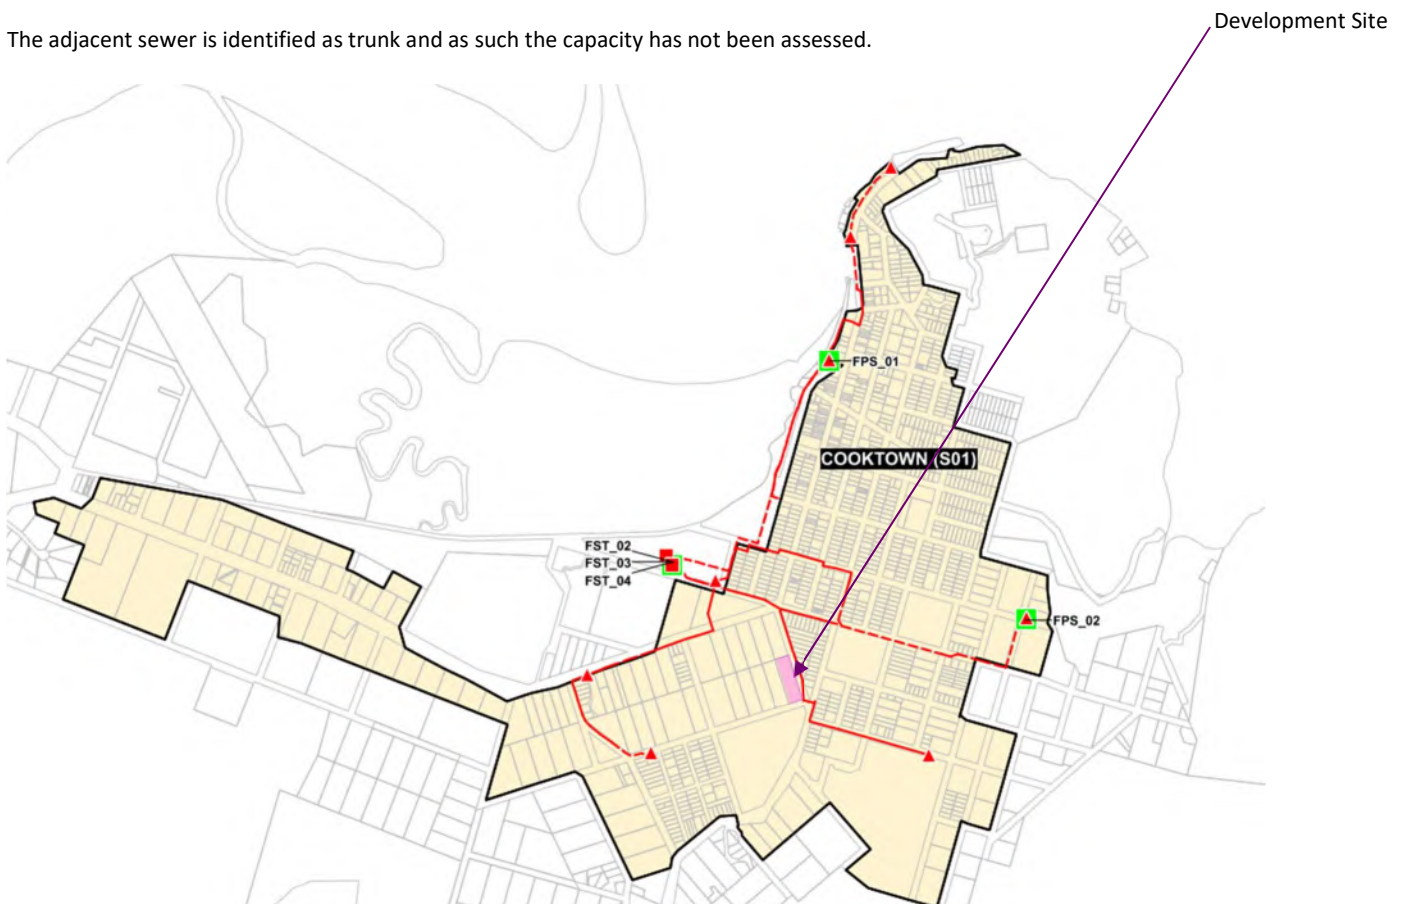 Development Site
The adjacent sewer is identified as trunk and as such the capacity has not been assessed.
FPS_01
COOKTOWN (S01)
FST_02
FST_03
FST_04
FPS_02